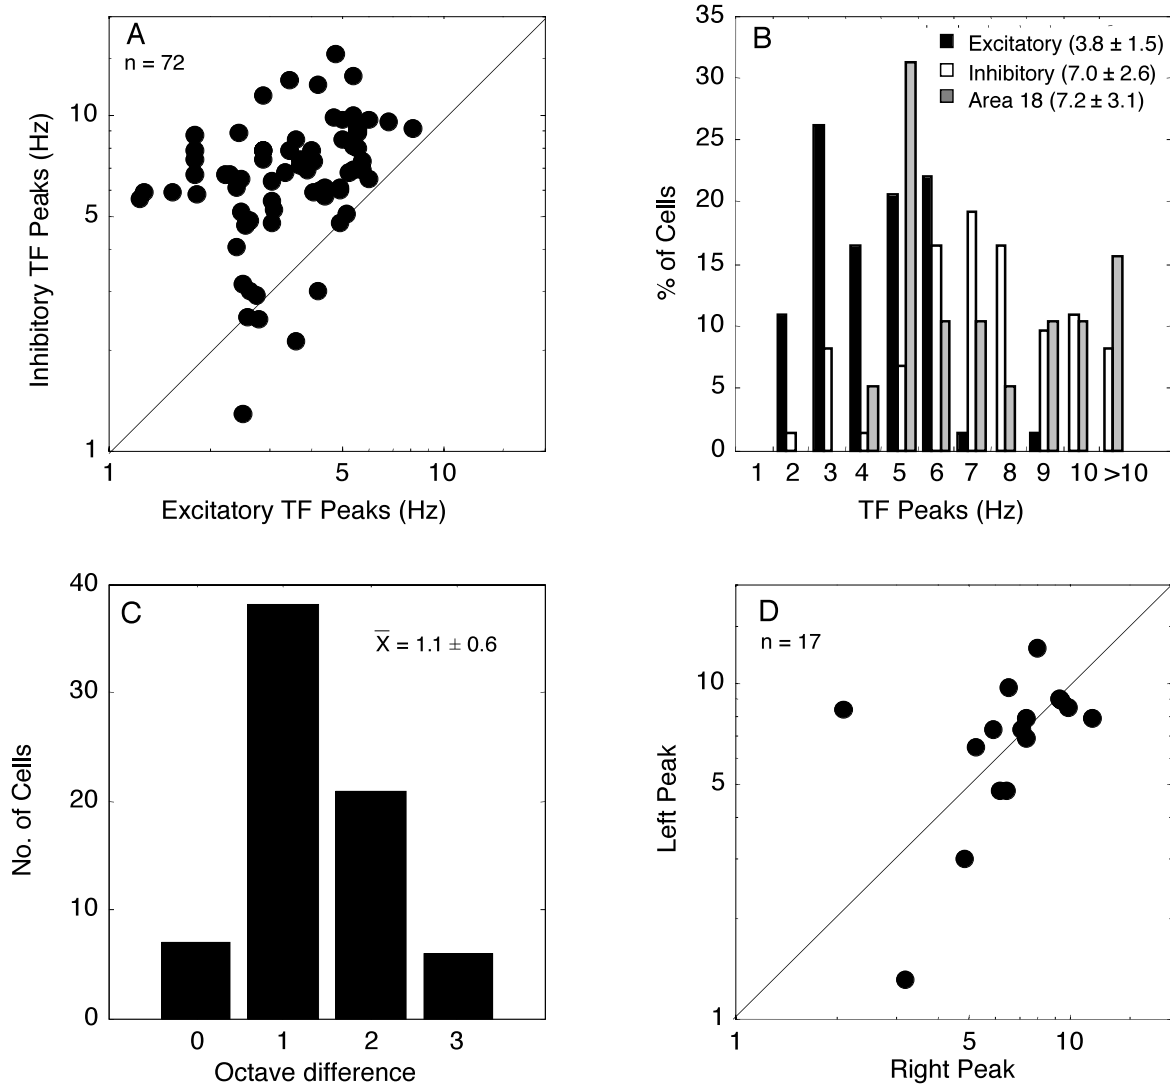 A
n = 72
10
5
1
1
5
10
Inhibitory TF Peaks (Hz)
Excitatory TF Peaks (Hz)
B
Excitatory (3.8 ± 1.5)
Inhibitory (7.0 ± 2.6)
Area 18 (7.2 ± 3.1)
35
30
25
20
15
10
5
0
1 2 3 4 5 6 7 8 9 10 >10
% of Cells
TF Peaks (Hz)
C
X = 1.1 ± 0.6
40
30
20
10
0
0 1 2 3
No. of Cells
Octave difference
D
n = 17
10
5
1
1
5
10
Left Peak
Right Peak